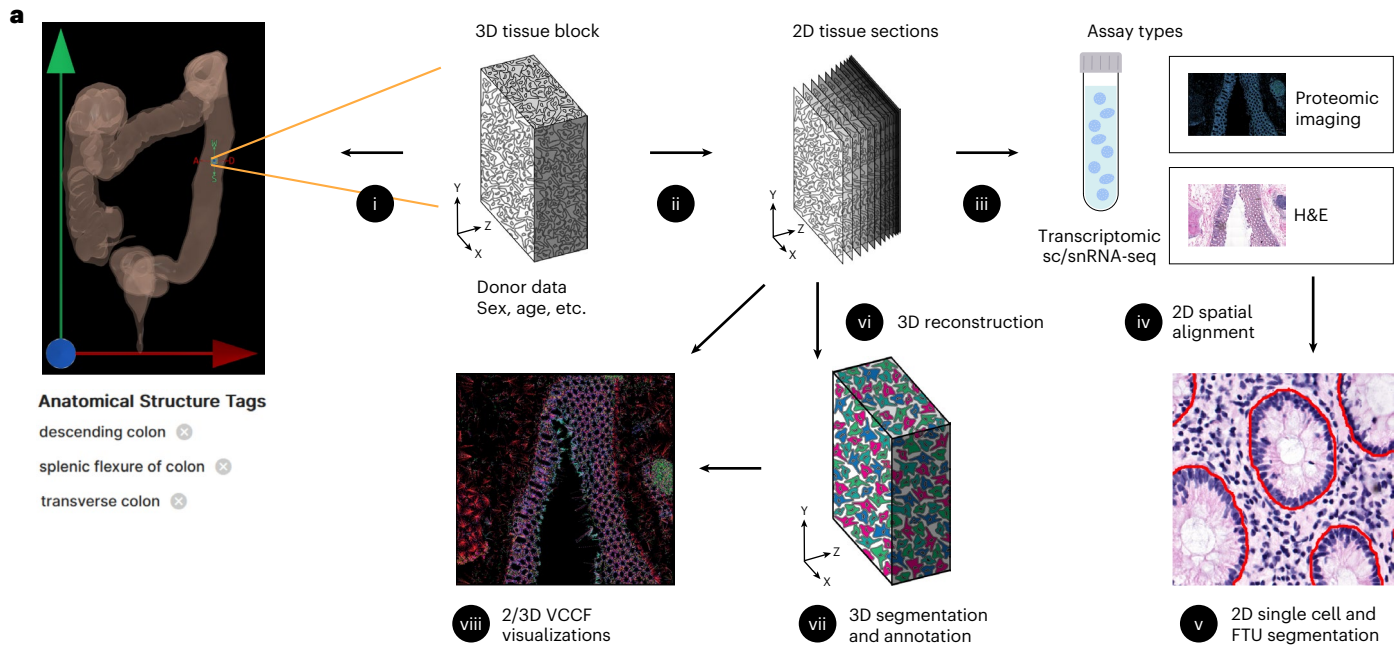 a
3D tissue block
2D tissue sections
Assay types
Proteomic
imaging
H&E
Transcriptomic
sc/snRNA-seq
Y
Z
X
Y
Z
X
i
ii
iii
Donor data
Sex, age, etc.
vi
3D reconstruction
iv
2D spatial
alignment
Anatomical Structure Tags
descending colon
splenic flexure of colon
transverse colon
Y
Z
X
viii
2/3D VCCF
visualizations
vii
3D segmentation
and annotation
v
2D single cell and
FTU segmentation